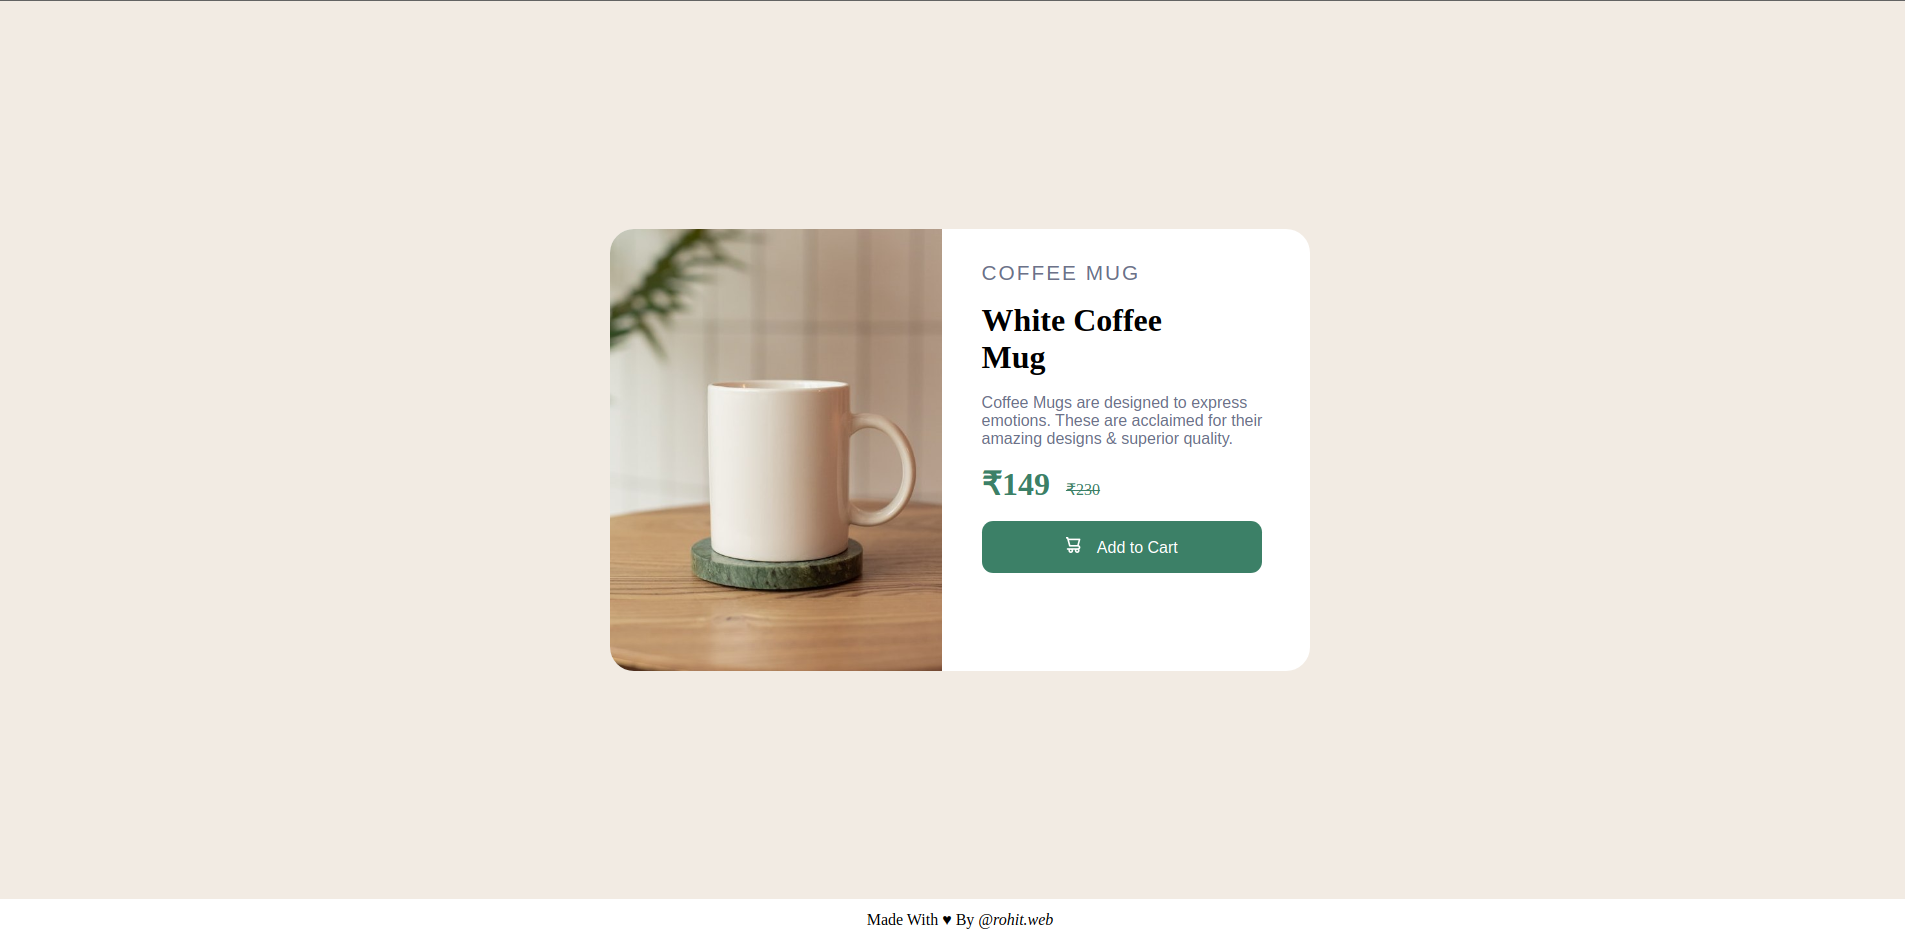 COFFEE MUG
White Coffee
Mug
Coffee Mugs are designed to express
emotions. These are acclaimed for their
amazing designs & superior quality.
₹149 ₹230
Add to Cart
Made With ♥ By @rohit.web